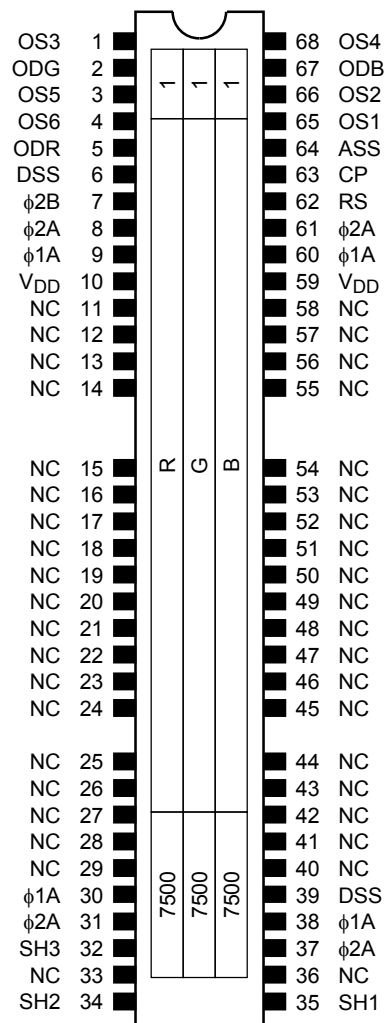 OS3 1 1 1 1 68 OS4
ODG 2 67 ODB
OS5 3 66 OS2
OS6 4 65 OS1
ODR 5 64 ASS
DSS 6 63 CP
ϕ2B 7 62 RS
ϕ2A 8 61 ϕ2A
ϕ1A 9 60 ϕ1A
VDD 10 59 VDD
NC 11 58 NC
NC 12 57 NC
NC 13 56 NC
NC 14 55 NC
NC 15 R G B 54 NC
NC 16 53 NC
NC 17 52 NC
NC 18 51 NC
NC 19 50 NC
NC 20 49 NC
NC 21 48 NC
NC 22 47 NC
NC 23 46 NC
NC 24 45 NC
NC 25 44 NC
NC 26 43 NC
NC 27 42 NC
NC 28 41 NC
NC 29 40 NC
ϕ1A 30 7500 7500 7500 39 DSS
ϕ2A 31 38 ϕ1A
SH3 32 37 ϕ2A
NC 33 36 NC
SH2 34 35 SH1